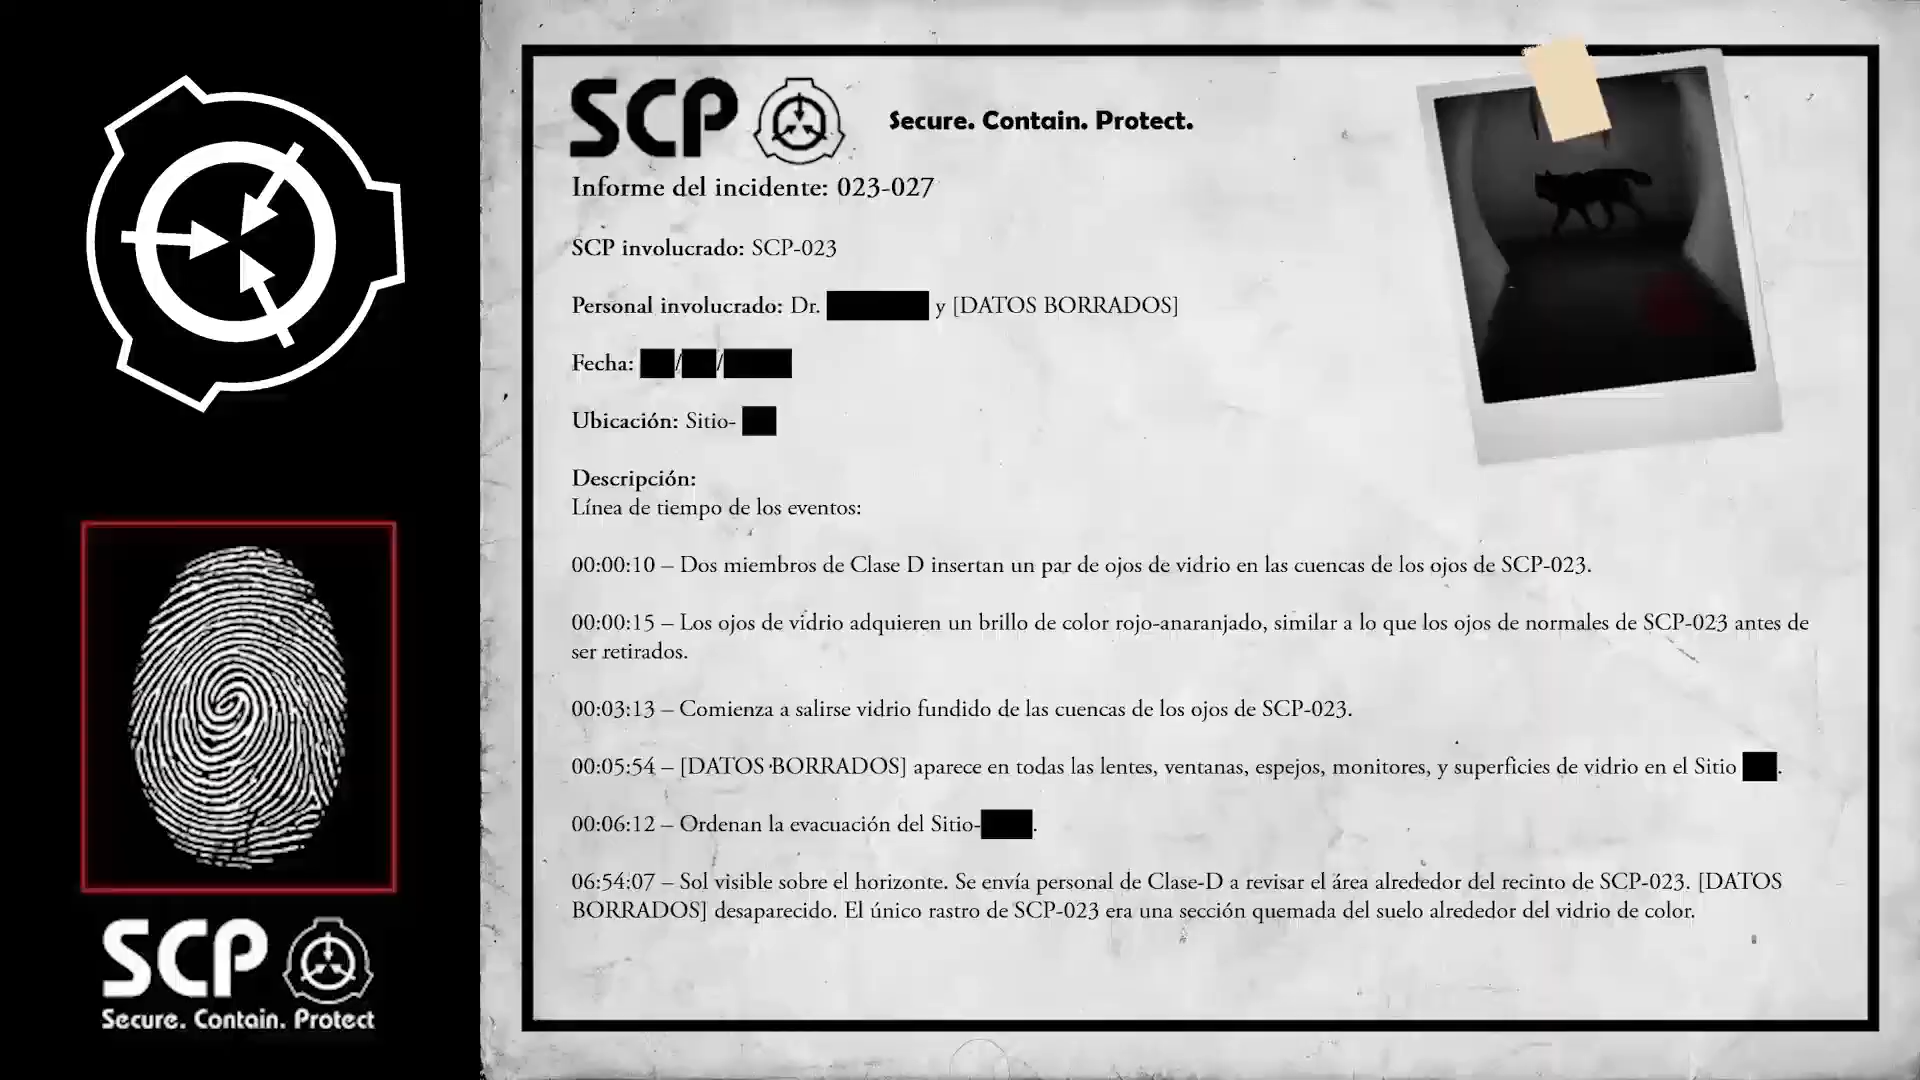 SCP
Secure. Contain. Protect.
Informe del incidente: 023-027
SCP involucrado: SCP-023
Personal involucrado: Dr. y [DATOS BORRADOS]
Fecha: / /
Ubicación: Sitio-
Descripción:
Línea de tiempo de los eventos:
00:00:10 – Dos miembros de Clase D insertan un par de ojos de vidrio en las cuencas de los ojos de SCP-023.
00:00:15 – Los ojos de vidrio adquieren un brillo de color rojo-anaranjado, similar a lo que los ojos de normales de SCP-023 antes de
ser retirados.
00:03:13 – Comienza a salirse vidrio fundido de las cuencas de los ojos de SCP-023.
00:05:54 – [DATOS BORRADOS] aparece en todas las lentes, ventanas, espejos, monitores, y superficies de vidrio en el Sitio .
00:06:12 – Ordenan la evacuación del Sitio- .
06:54:07 – Sol visible sobre el horizonte. Se envía personal de Clase-D a revisar el área alrededor del recinto de SCP-023. [DATOS
BORRADOS] desaparecido. El único rastro de SCP-023 era una sección quemada del suelo alrededor del vidrio de color.
SCP
Secure. Contain. Protect